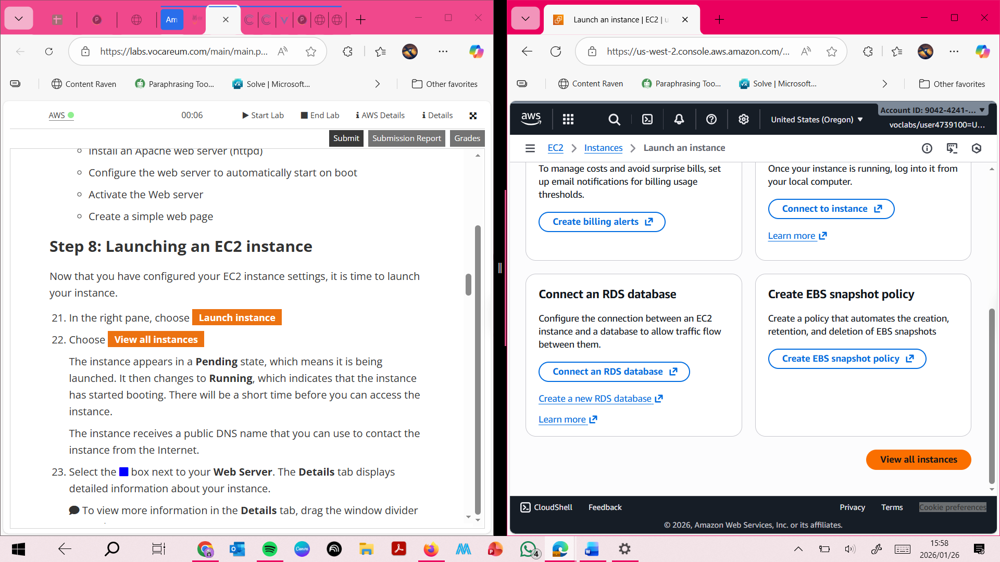 Am
https://labs.vocareum.com/main/main.p...
Content Raven
Paraphrasing Too...
Solve | Microsoft...
Other favorites
AWS
00:06
Start Lab
End Lab
AWS Details
Details
Submit
Submission Report
Grades
Install an Apache web server (httpd)
Configure the web server to automatically start on boot
Activate the Web server
Create a simple web page
Step 8: Launching an EC2 instance
Now that you have configured your EC2 instance settings, it is time to launch
your instance.
21. In the right pane, choose Launch instance
22. Choose View all instances
The instance appears in a Pending state, which means it is being
launched. It then changes to Running, which indicates that the instance
has started booting. There will be a short time before you can access the
instance.
The instance receives a public DNS name that you can use to contact the
instance from the Internet.
23. Select the box next to your Web Server. The Details tab displays
detailed information about your instance.
To view more information in the Details tab, drag the window divider
Launch an instance | EC2 | u
https://us-west-2.console.aws.amazon.com/...
Content Raven
Paraphrasing Too...
Solve | Microsoft...
Other favorites
aws
United States (Oregon)
Account ID: 9042-4241-...
voclabs/user4739100=U...
EC2
Instances
Launch an instance
To manage costs and avoid surprise bills, set
up email notifications for billing usage
thresholds.
Create billing alerts
Once your instance is running, log into it from
your local computer.
Connect to instance
Learn more
Connect an RDS database
Configure the connection between an EC2
instance and a database to allow traffic flow
between them.
Connect an RDS database
Create a new RDS database
Learn more
Create EBS snapshot policy
Create a policy that automates the creation,
retention, and deletion of EBS snapshots
Create EBS snapshot policy
View all instances
CloudShell
Feedback
Privacy
Terms
Cookie preferences
© 2026, Amazon Web Services, Inc. or its affiliates.
Canva
4
15:58
2026/01/26